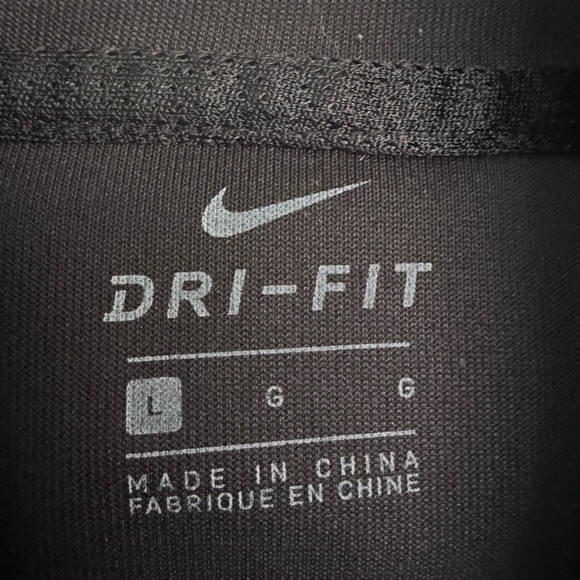 DRI-FIT
L G G
MADE IN CHINA
FABRIQUE EN CHINE